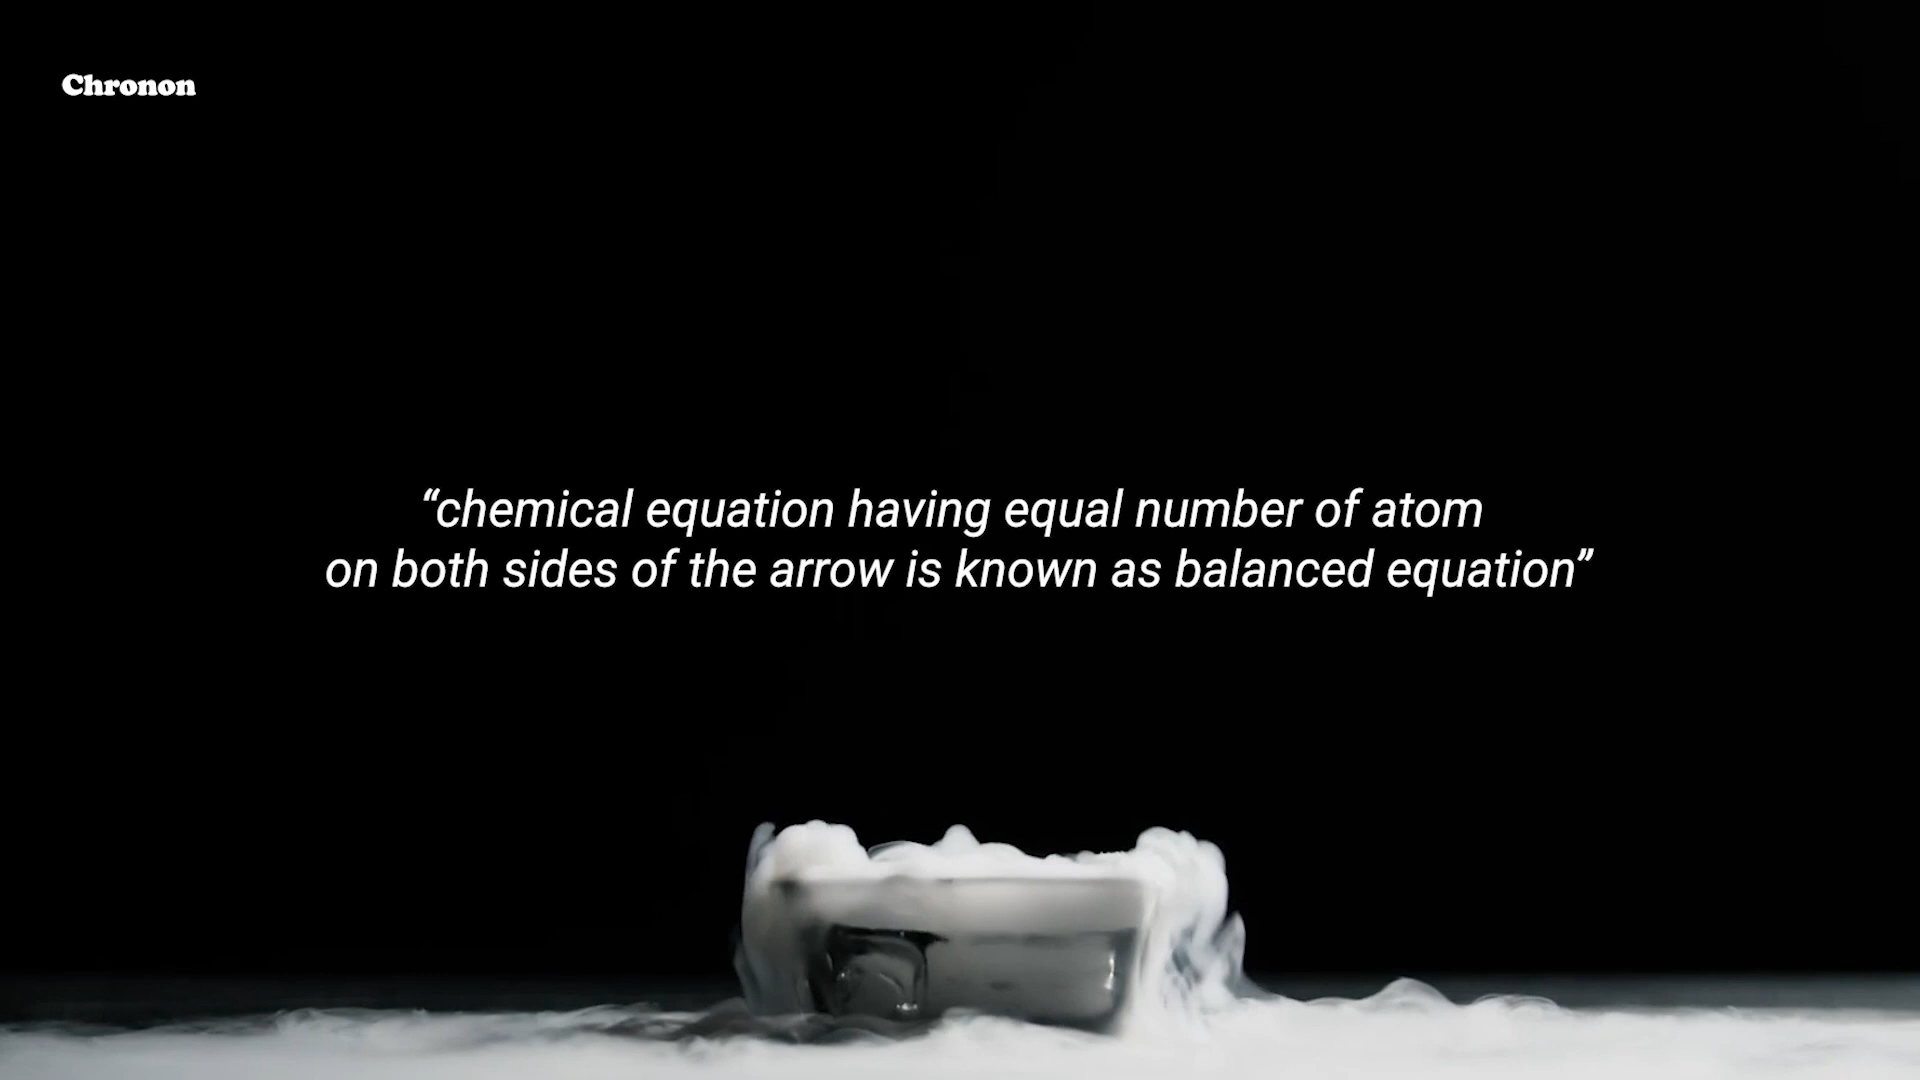 Chronon
“chemical equation having equal number of atom
on both sides of the arrow is known as balanced equation”